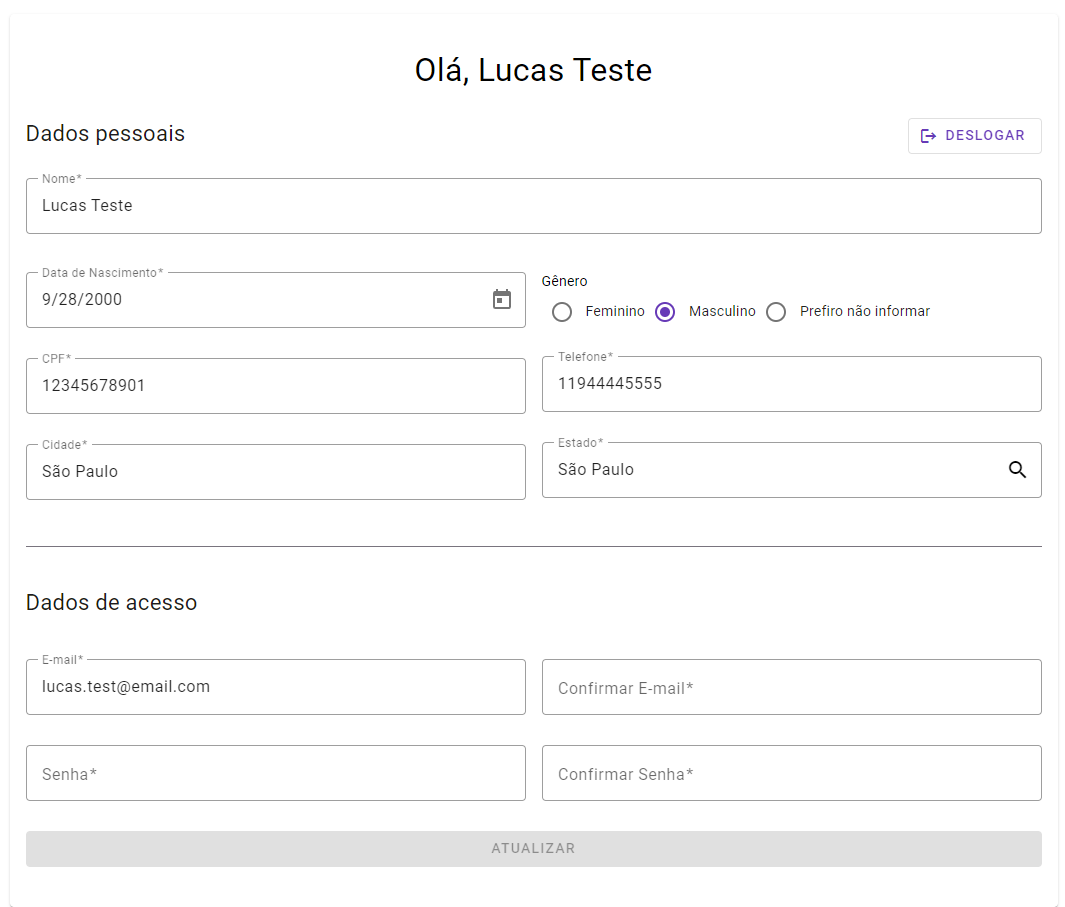 Olá, Lucas Teste
Dados pessoais
DESLOGAR
Nome*
Lucas Teste
Data de Nascimento*
9/28/2000
Gênero
Feminino
Masculino
Prefiro não informar
CPF*
12345678901
Telefone*
11944445555
Cidade*
São Paulo
Estado*
São Paulo
Dados de acesso
E-mail*
lucas.test@email.com
Confirmar E-mail*
Senha*
Confirmar Senha*
ATUALIZAR